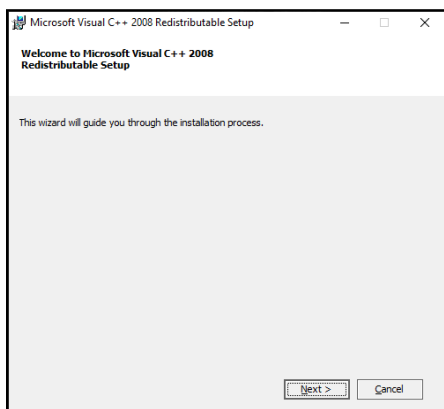 Microsoft Visual C++ 2008 Redistributable Setup
Welcome to Microsoft Visual C++ 2008
Redistributable Setup
This wizard will guide you through the installation process.
Next >
Cancel